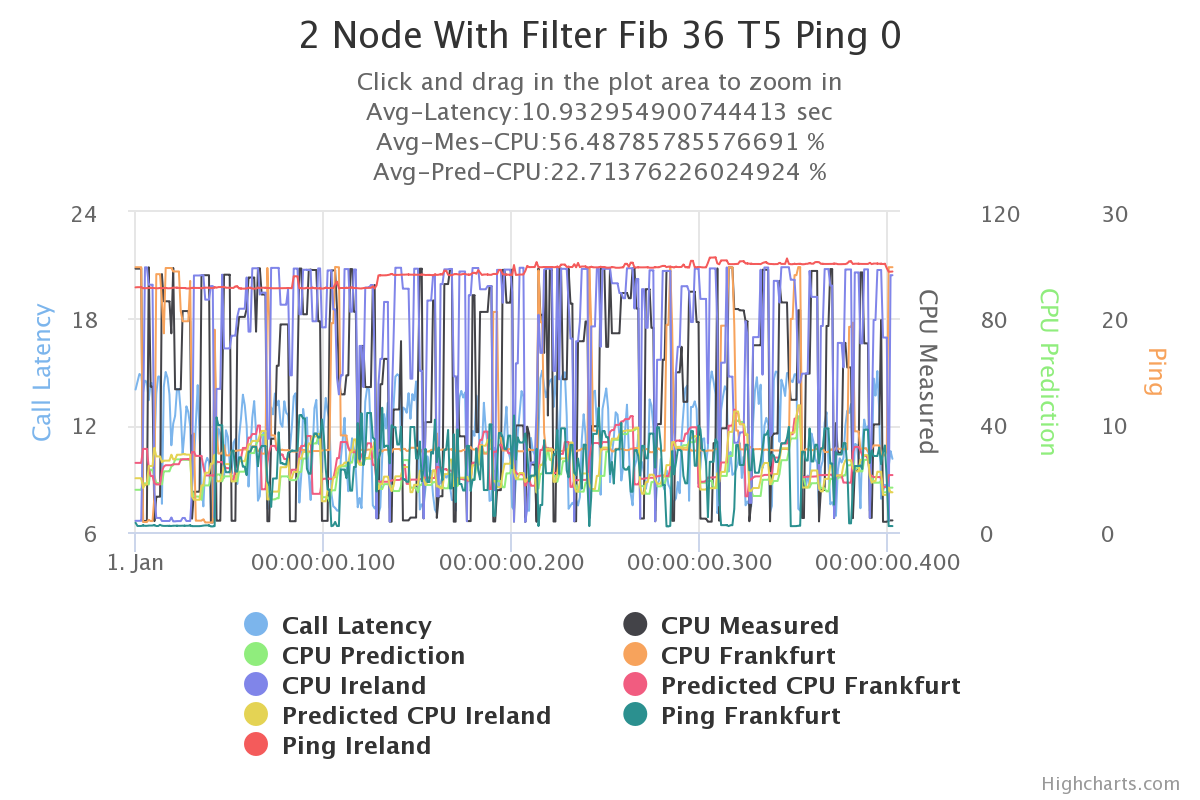 2 Node With Filter Fib 36 T5 Ping 0
Click and drag in the plot area to zoom in
Avg-Latency:10.932954900744413 sec
Avg-Mes-CPU:56.48785785576691 %
Avg-Pred-CPU:22.71376226024924 %
24 120 30
18 80 20
12 40 10
6 0 0
Call Latency
CPU Measured
CPU Prediction
Ping
1. Jan 00:00:00.100 00:00:00.200 00:00:00.300 00:00:00.400
Call Latency CPU Measured
CPU Prediction CPU Frankfurt
CPU Ireland Predicted CPU Frankfurt
Predicted CPU Ireland Ping Frankfurt
Ping Ireland
Highcharts.com